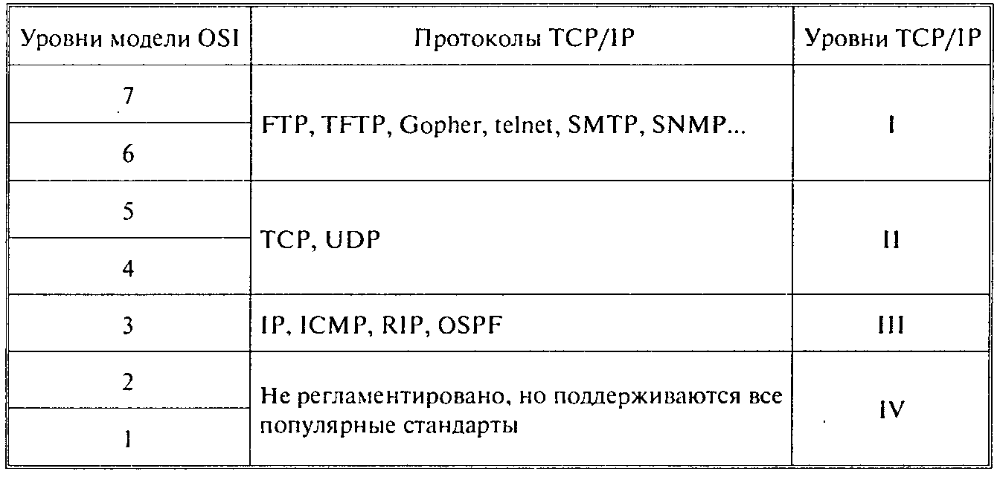 Уровни модели OSI
Протоколы TCP/IP
Уровни TCP/IP
7
6
FTP, TFTP, Gopher, telnet, SMTP, SNMP...
I
5
4
TCP, UDP
II
3
IP, ICMP, RIP, OSPF
III
2
1
Не регламентировано, но поддерживаются все
популярные стандарты
IV